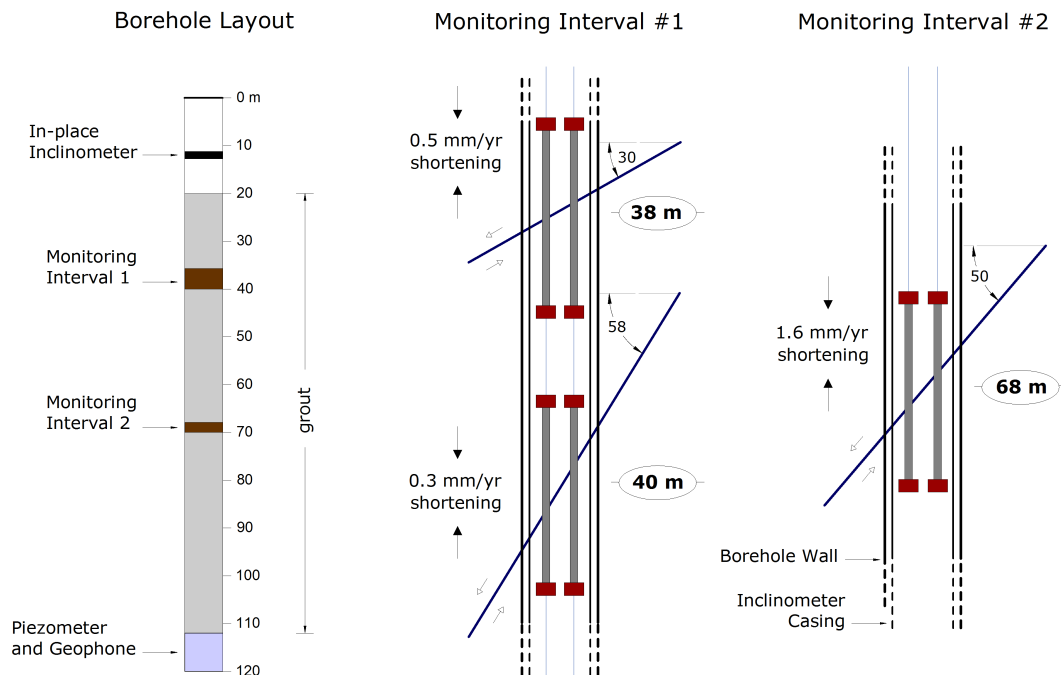 Borehole Layout
Monitoring Interval #1
Monitoring Interval #2
0 m
10
20
30
40
50
60
70
80
90
100
110
120
In-place
Inclinometer
Monitoring
Interval 1
Monitoring
Interval 2
Piezometer
and Geophone
grout
0.5 mm/yr
shortening
30
38 m
58
0.3 mm/yr
shortening
40 m
50
1.6 mm/yr
shortening
68 m
Borehole Wall
Inclinometer
Casing